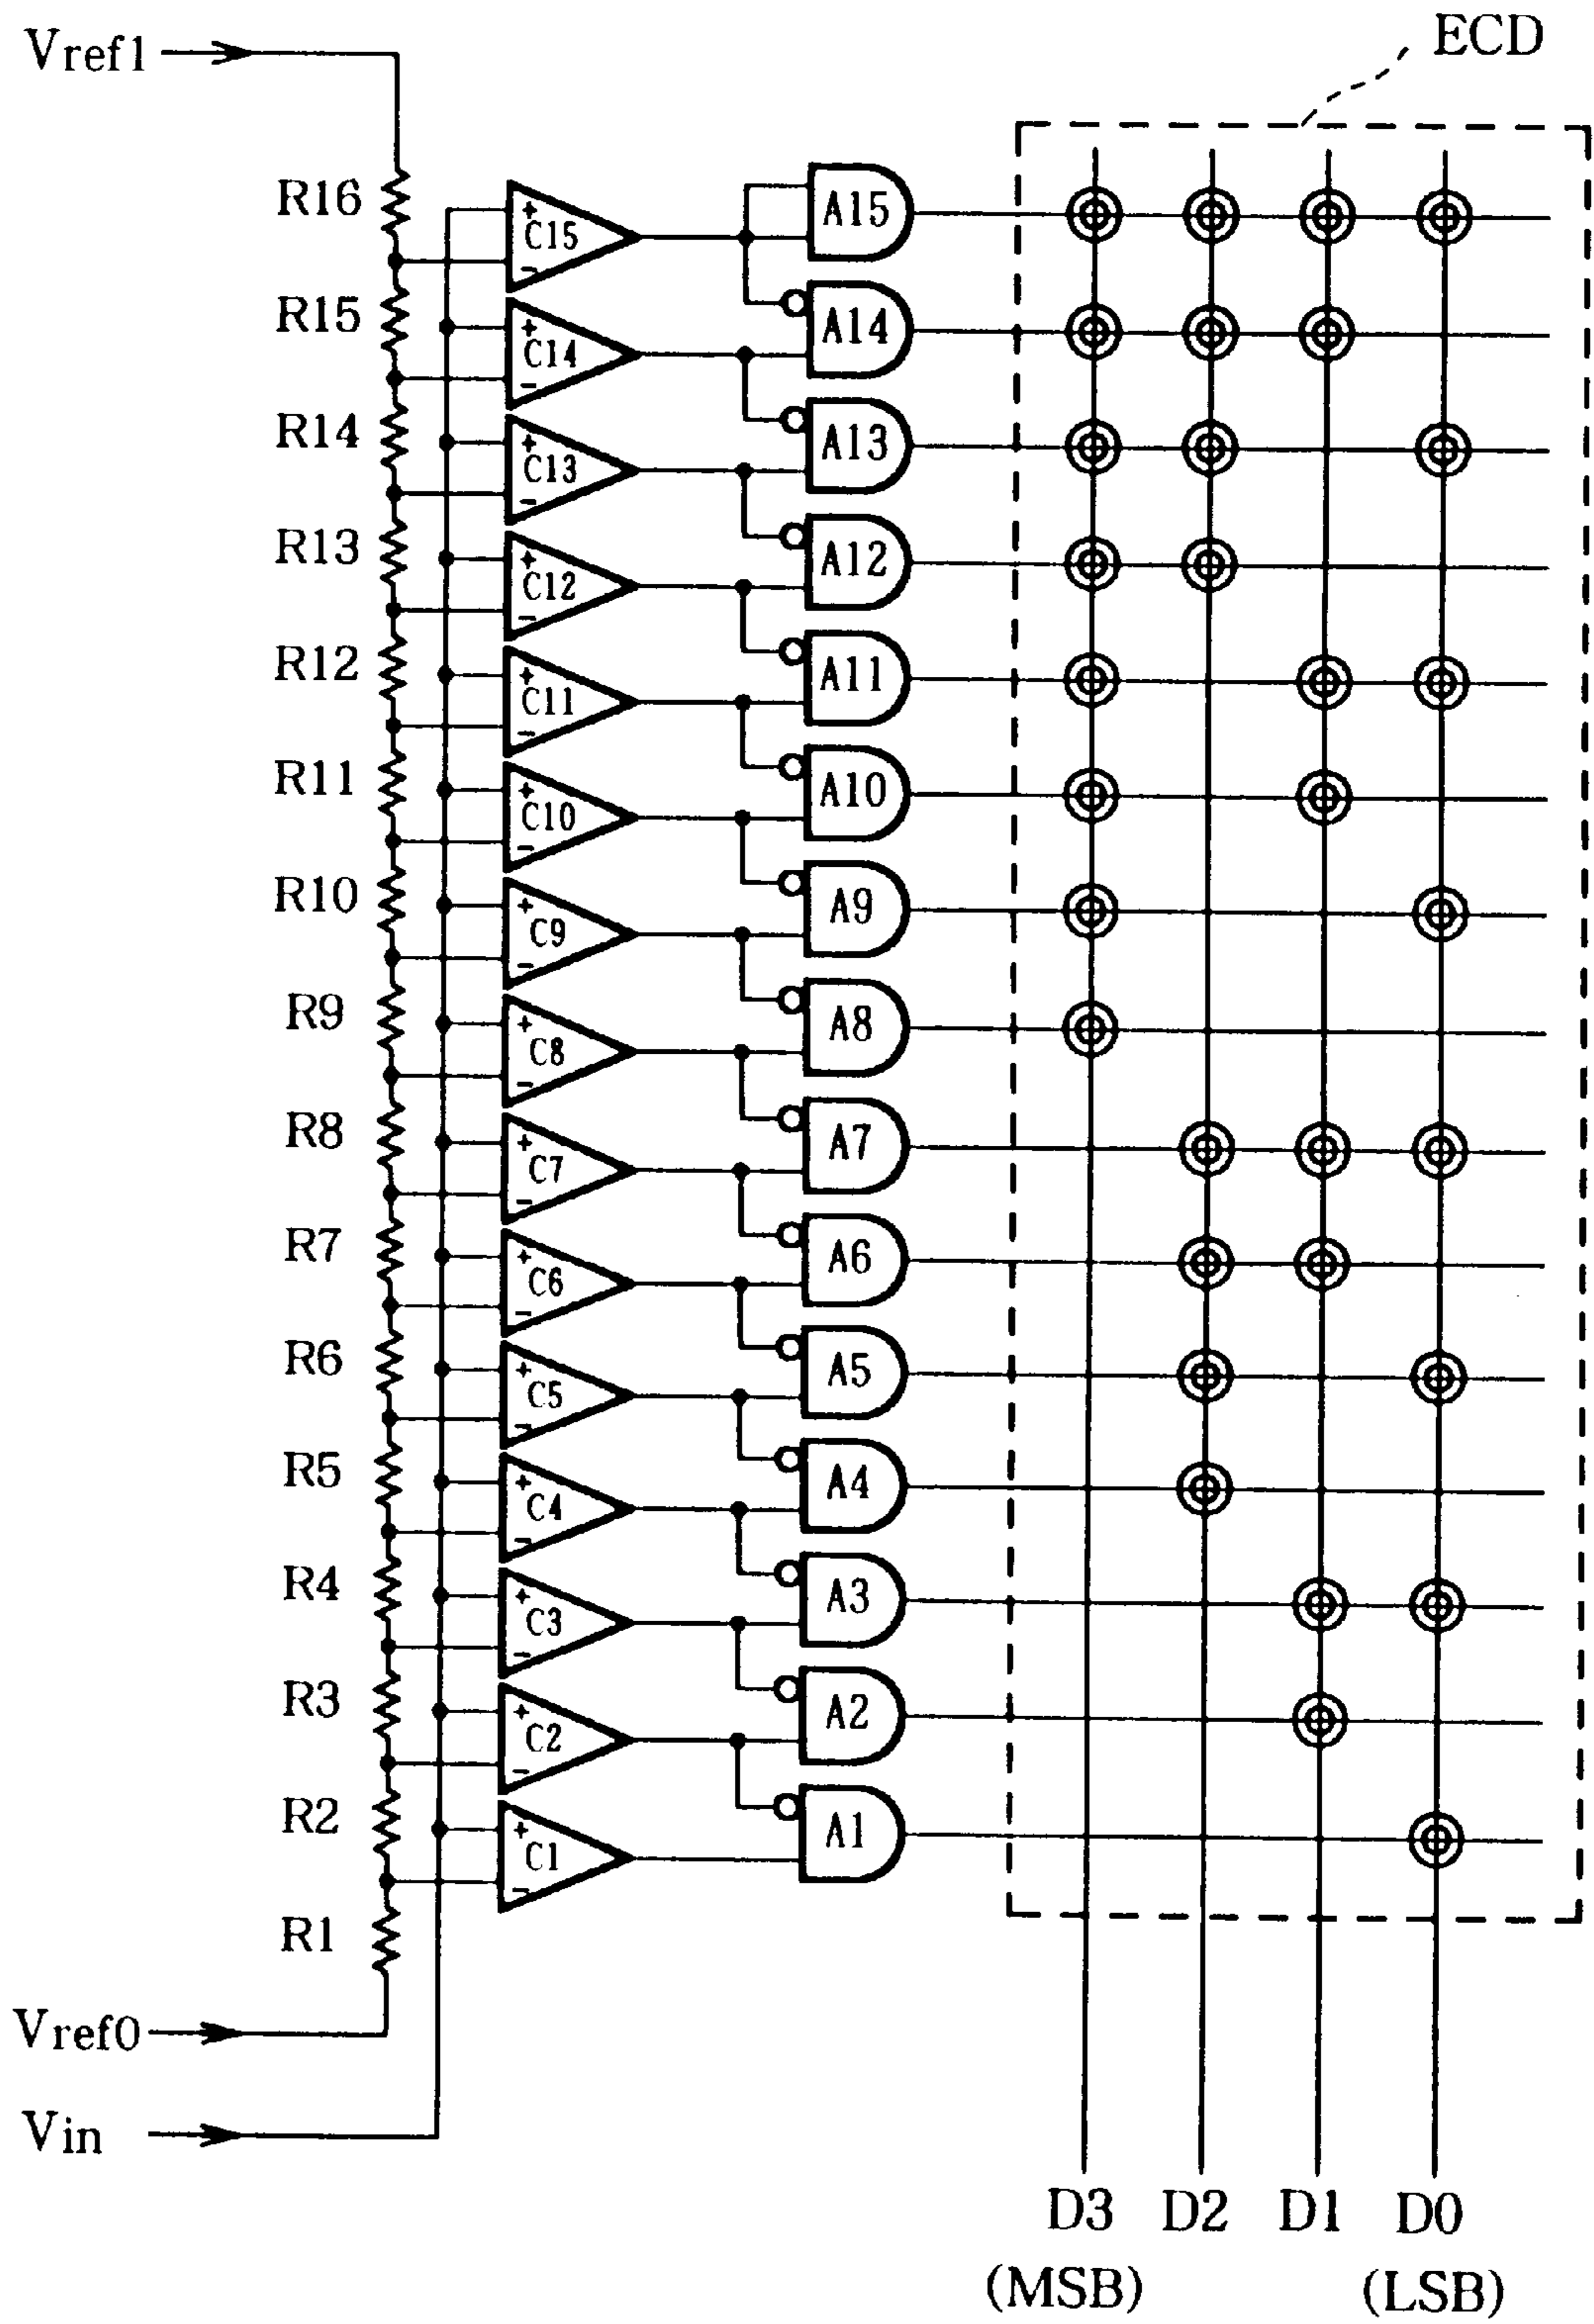 ECD
Vref1
R16
+
C15
−
A15
R15
+
C14
−
A14
R14
+
C13
−
A13
R13
+
C12
−
A12
R12
+
C11
−
A11
R11
+
C10
−
A10
R10
+
C9
−
A9
R9
+
C8
−
A8
R8
+
C7
−
A7
R7
+
C6
−
A6
R6
+
C5
−
A5
R5
+
C4
−
A4
R4
+
C3
−
A3
R3
+
C2
−
A2
R2
+
C1
−
A1
R1
Vref0
Vin
D3 D2 D1 D0
(MSB) (LSB)